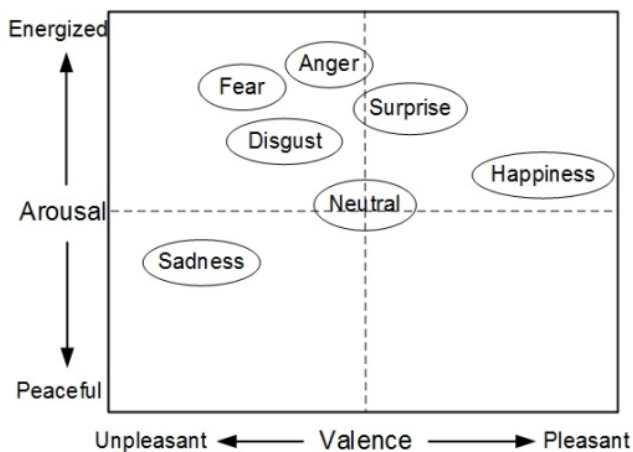 Energized
Anger
Fear
Surprise
Disgust
Happiness
Neutral
Arousal
Sadness
Peaceful
Unpleasant Valence Pleasant